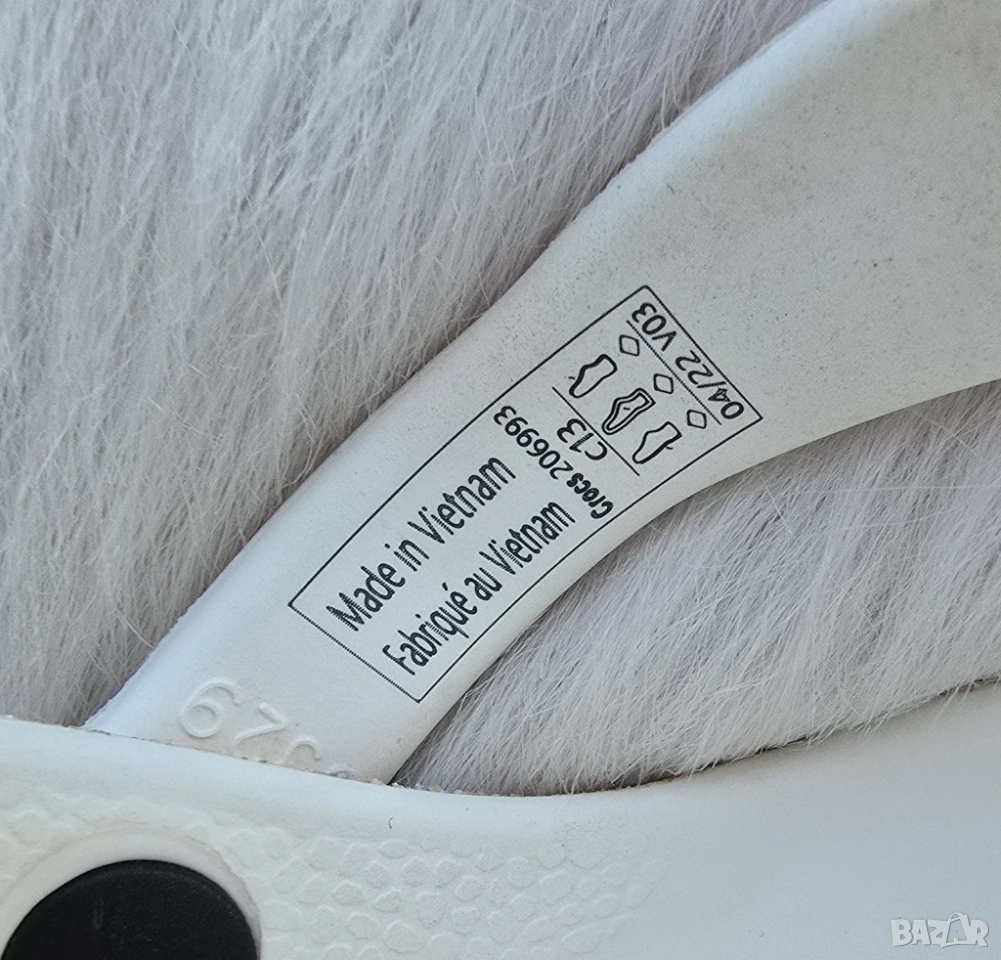 Made in Vietnam
Fabriqué au Vietnam
Crocs 206993
c13
04/22 V03
BAZAR